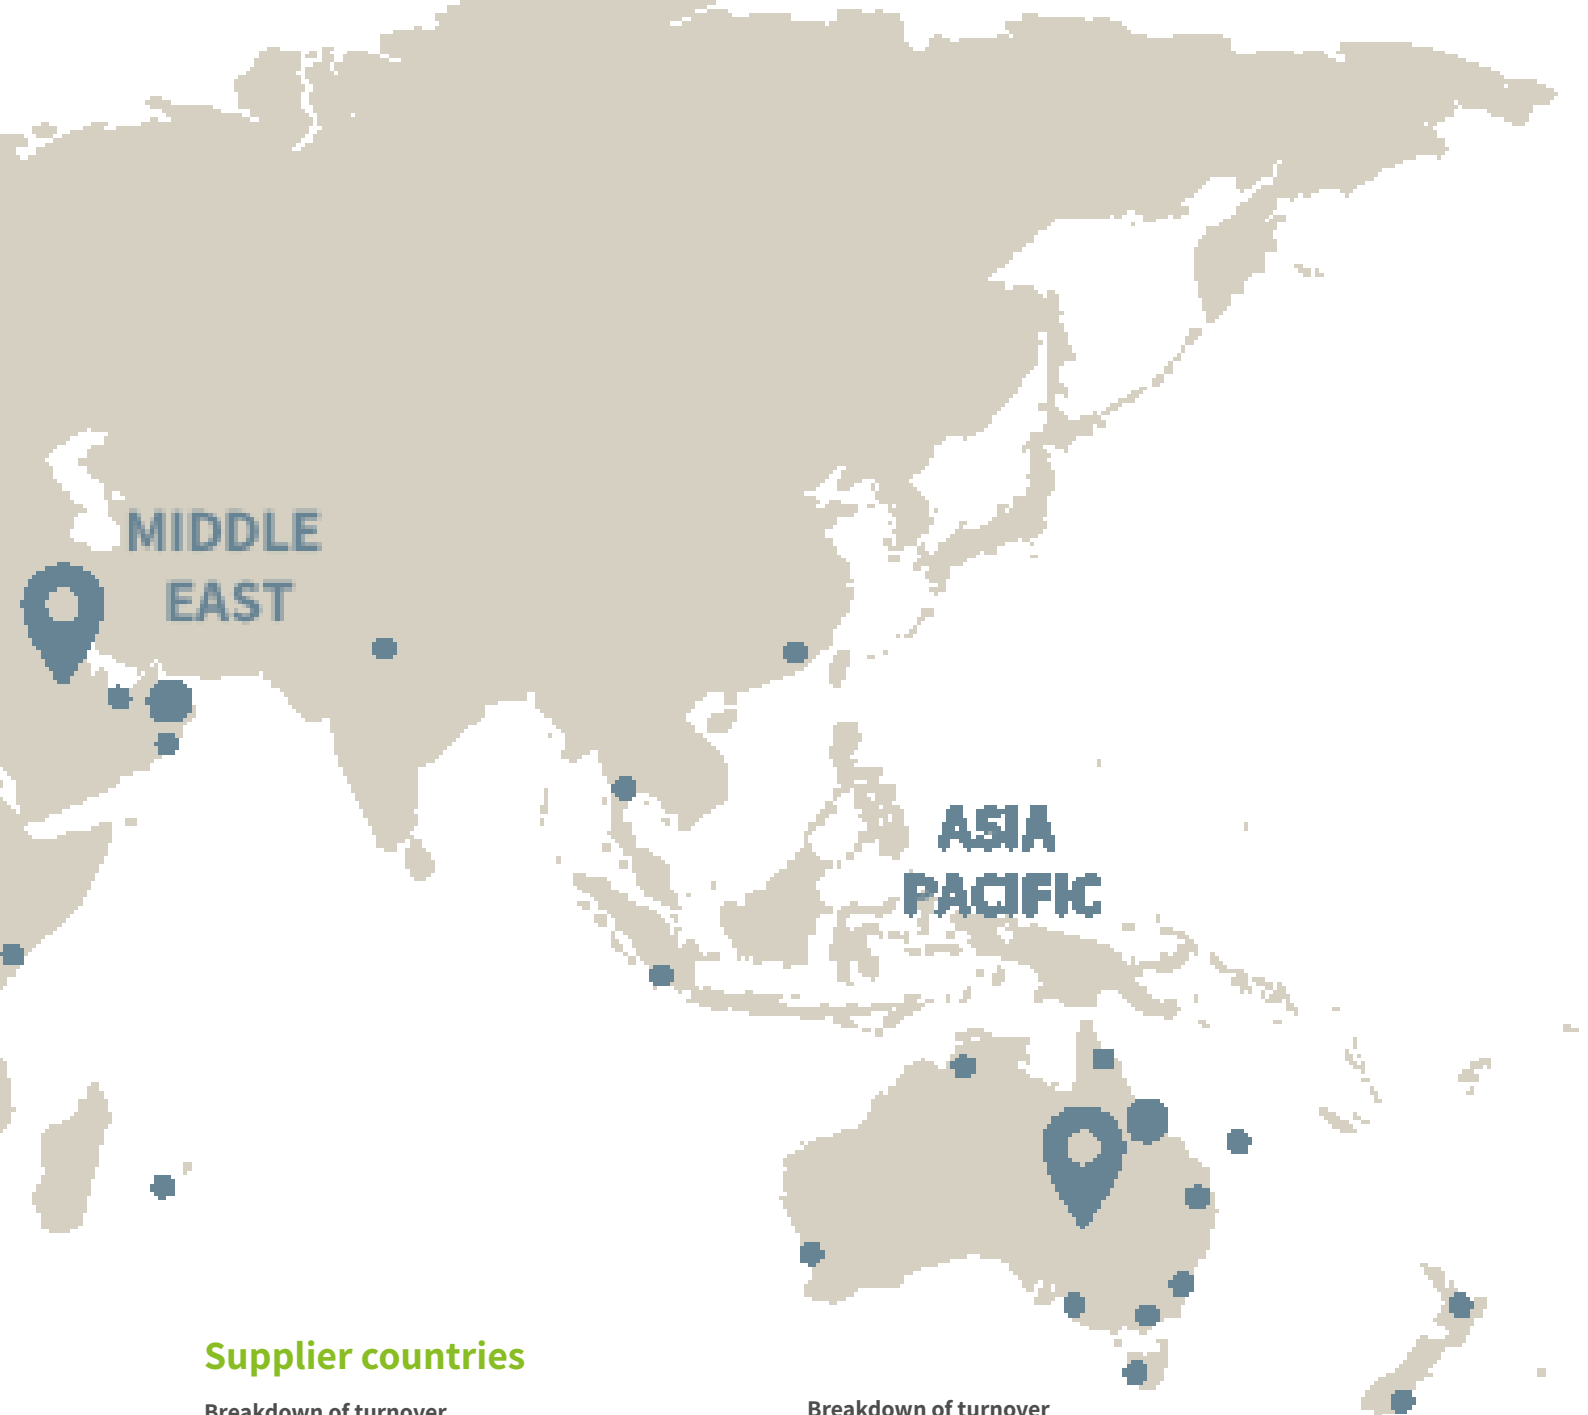 MIDDLE
EAST
ASIA
PACIFIC
Supplier countries
Breakdown of turnover
Breakdown of turnover